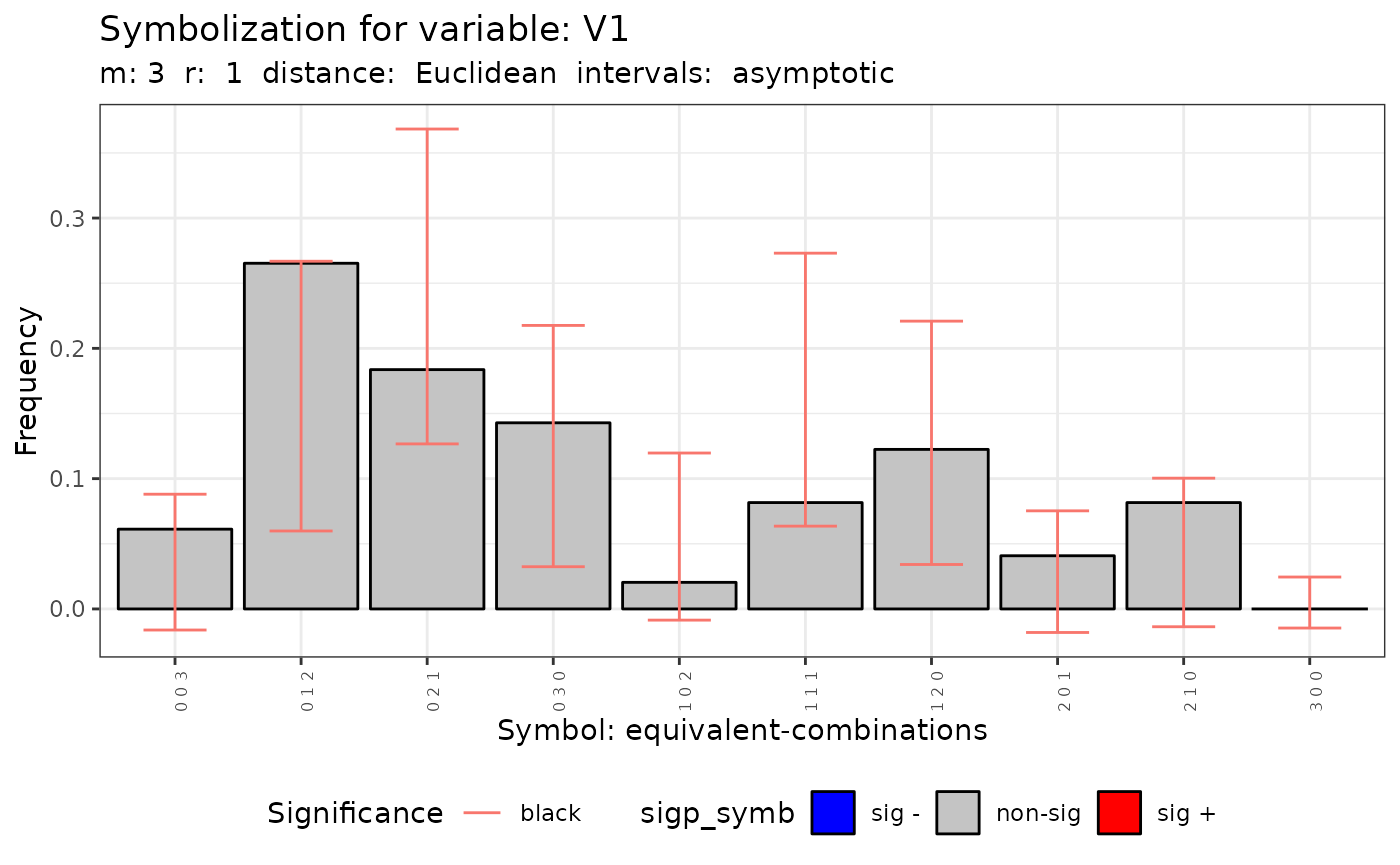 Symbolization for variable: V1
m: 3 r: 1 distance: Euclidean intervals: asymptotic
Frequency
0.3
0.2
0.1
0.0
0 0 3
0 1 2
0 2 1
0 3 0
1 0 2
1 1 1
1 2 0
2 0 1
2 1 0
3 0 0
Symbol: equivalent-combinations
Significance black sigp_symb sig - non-sig sig +